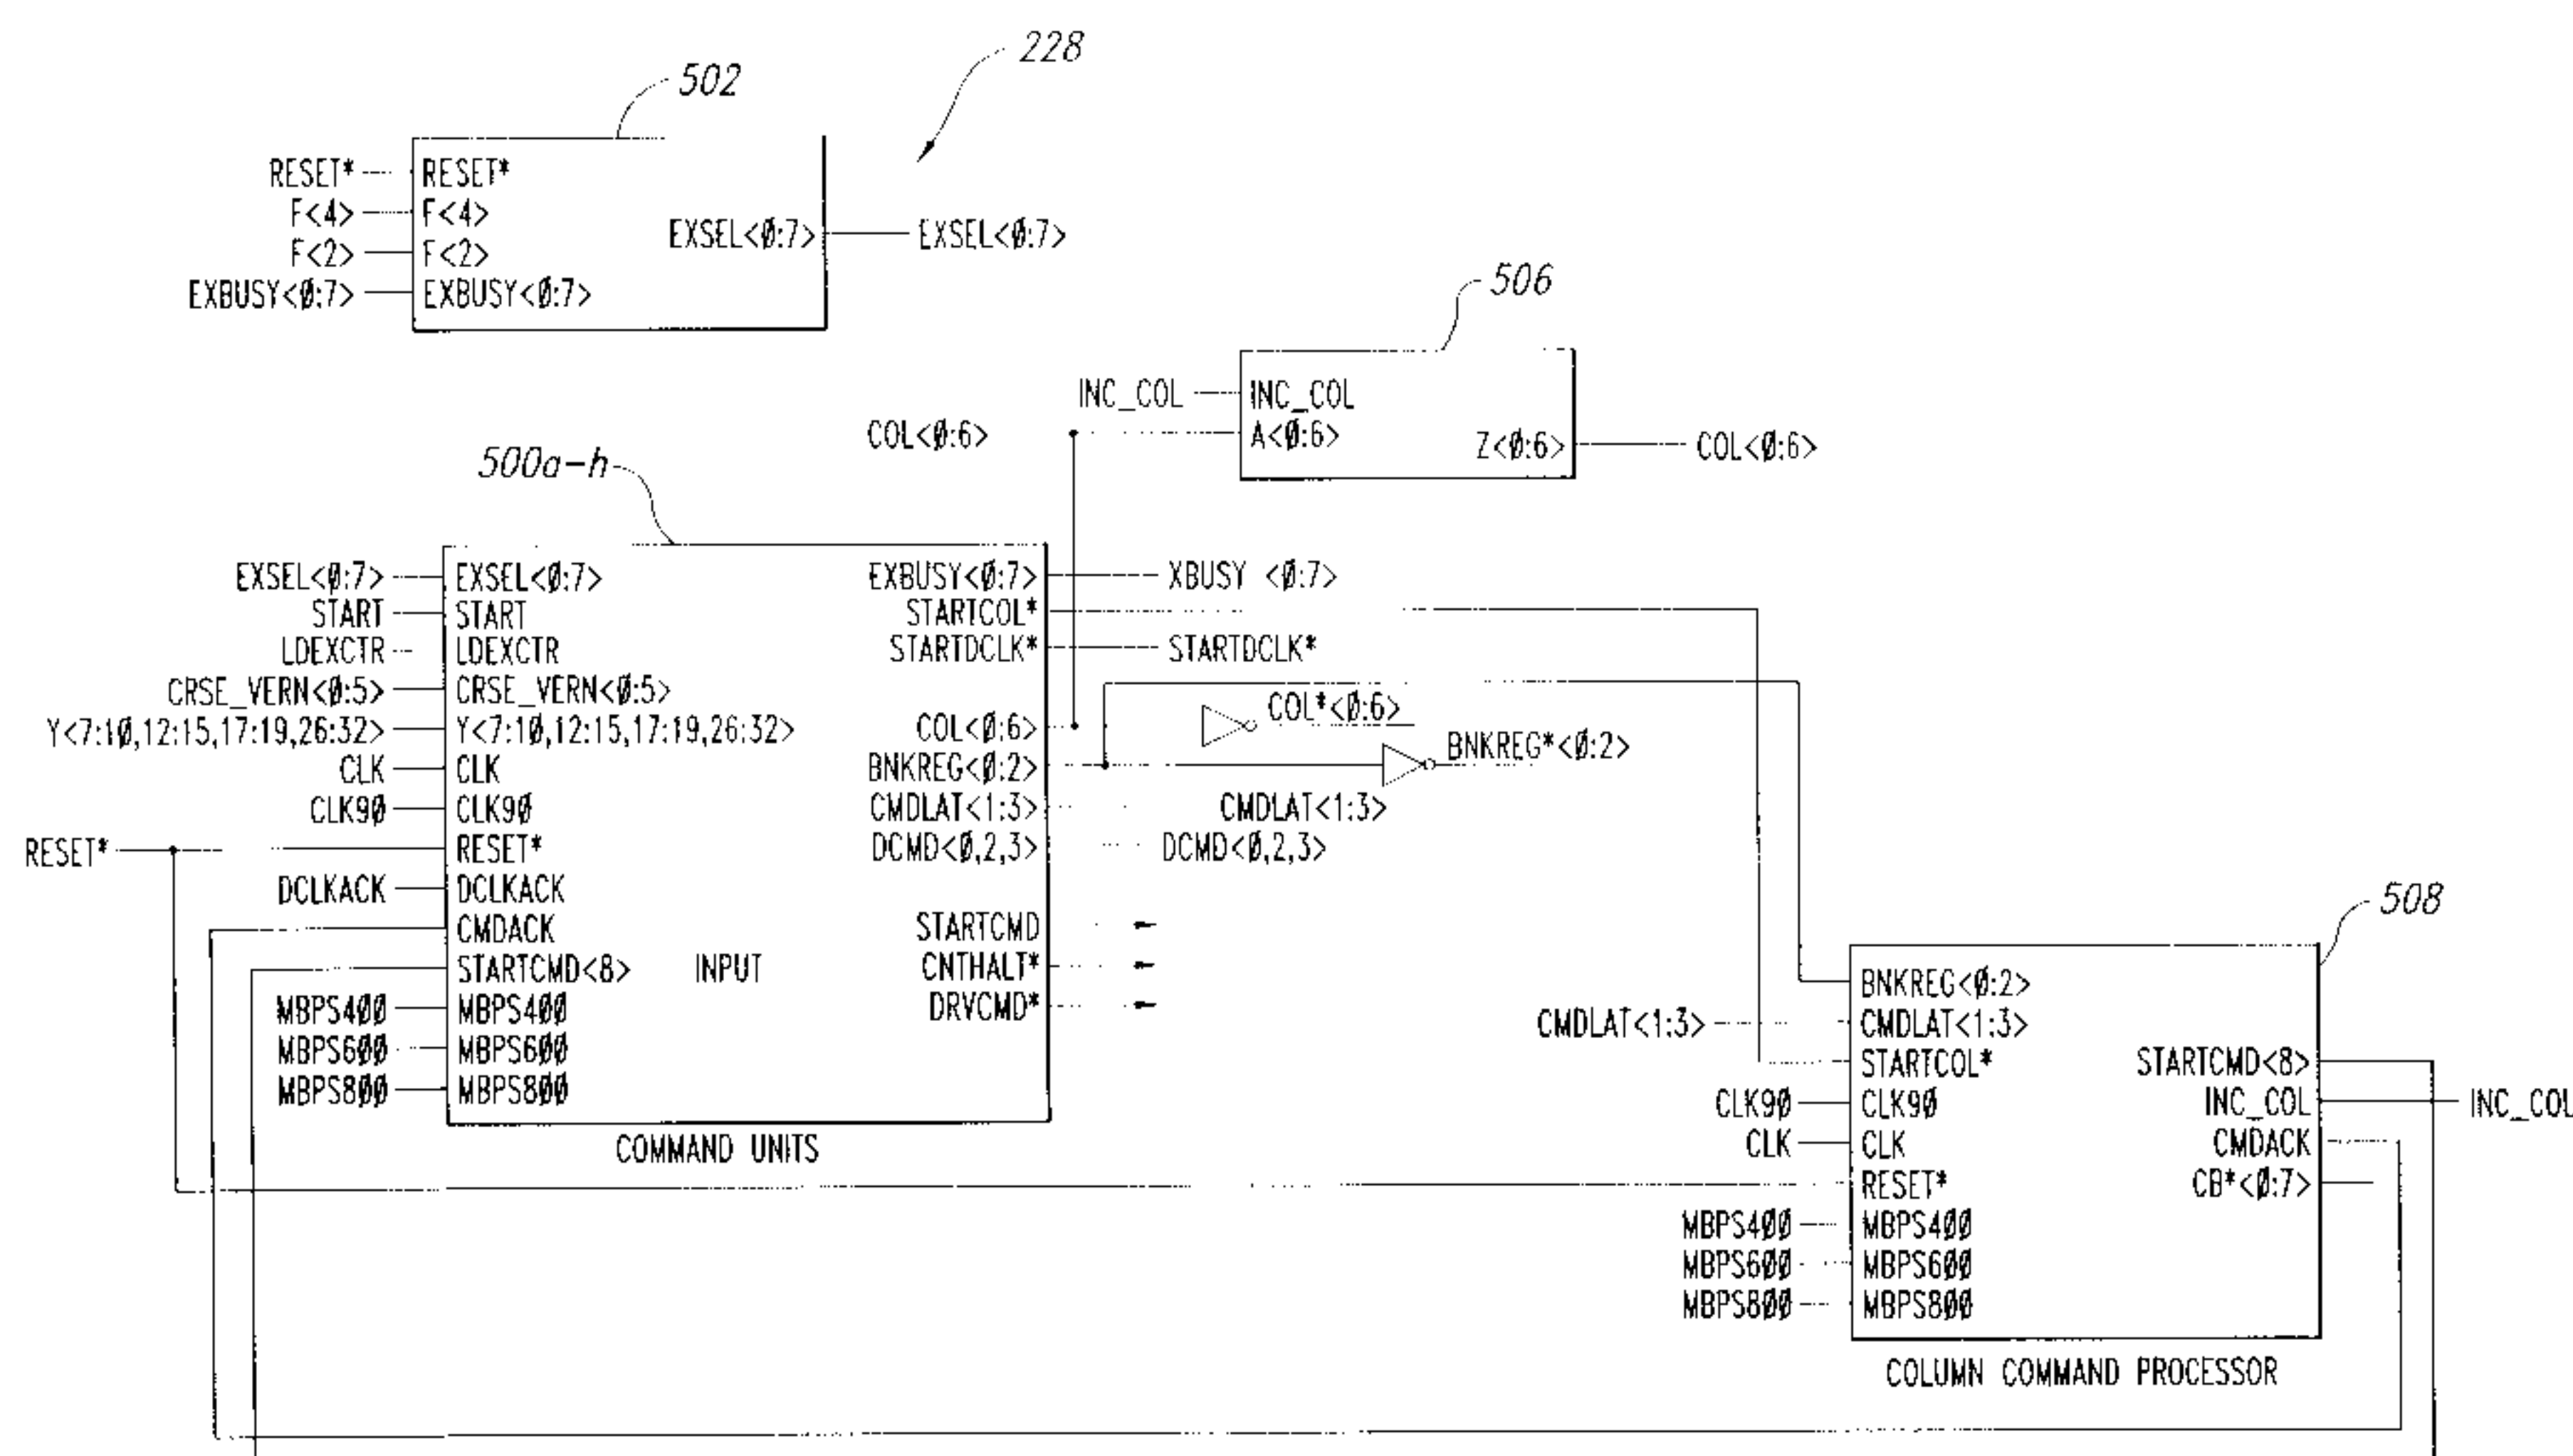 228
502
RESET* RESET*
F<4> F<4>
F<2> F<2>
EXSEL<Ø:7> EXSEL<Ø:7>
EXBUSY<Ø:7> EXBUSY<Ø:7>
506
INC_COL INC_COL
COL<Ø:6> A<Ø:6>
Z<Ø:6> COL<Ø:6>
500a-h
EXSEL<Ø:7> EXSEL<Ø:7> EXBUSY<Ø:7> XBUSY <Ø:7>
START START STARTCOL*
LDEXCTR LDEXCTR STARTDCLK* STARTDCLK*
CRSE_VERN<Ø:5> CRSE_VERN<Ø:5>
COL*<Ø:6>
Y<7:1Ø,12:15,17:19,26:32> Y<7:1Ø,12:15,17:19,26:32> COL<Ø:6>
BNKREG*<Ø:2>
CLK CLK BNKREG<Ø:2>
CLK9Ø CLK9Ø CMDLAT<1:3> CMDLAT<1:3>
RESET* RESET* DCMD<Ø,2,3> DCMD<Ø,2,3>
DCLKACK DCLKACK
CMDACK STARTCMD
STARTCMD<8> INPUT CNTHALT*
MBPS4ØØ MBPS4ØØ DRVCMD*
MBPS6ØØ MBPS6ØØ
MBPS8ØØ MBPS8ØØ
COMMAND UNITS
508
BNKREG<Ø:2>
CMDLAT<1:3> CMDLAT<1:3>
STARTCOL* STARTCMD<8>
CLK9Ø CLK9Ø INC_COL INC_COL
CLK CLK CMDACK
RESET* CB*<Ø:7>
MBPS4ØØ MBPS4ØØ
MBPS6ØØ MBPS6ØØ
MBPS8ØØ MBPS8ØØ
COLUMN COMMAND PROCESSOR